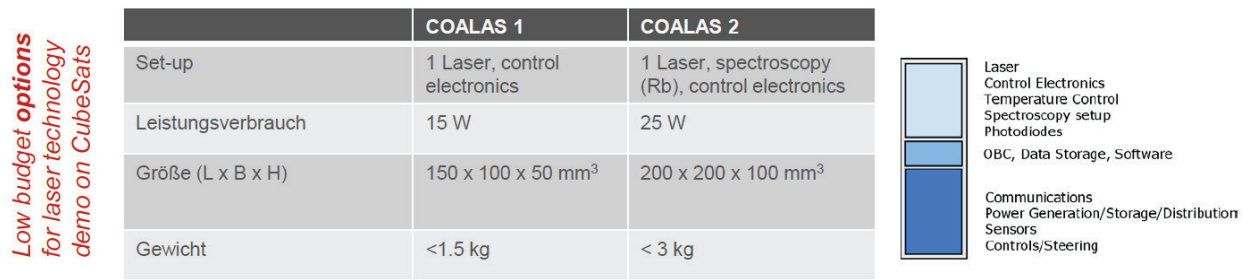 Low budget options
for laser technology
demo on CubeSats
COALAS 1
COALAS 2
Set-up
1 Laser, control
electronics
1 Laser, spectroscopy
(Rb), control electronics
Leistungsverbrauch
15 W
25 W
Größe (L x B x H)
150 x 100 x 50 mm³
200 x 200 x 100 mm³
Gewicht
<1.5 kg
< 3 kg
Laser
Control Electronics
Temperature Control
Spectroscopy setup
Photodiodes
OBC, Data Storage, Software
Communications
Power Generation/Storage/Distribution
Sensors
Controls/Steering